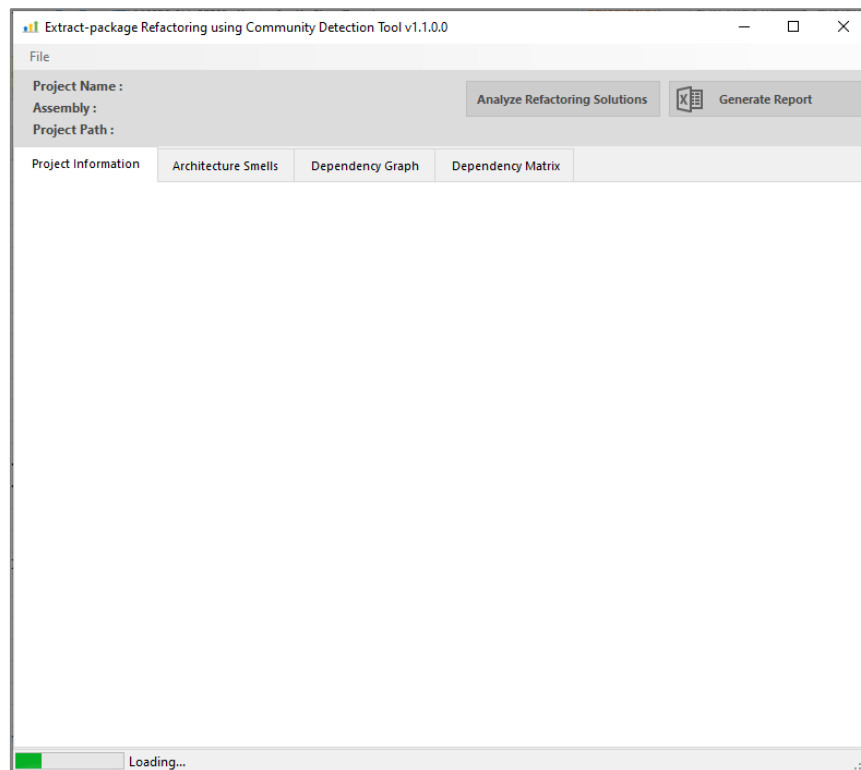 Extract-package Refactoring using Community Detection Tool v1.1.0.0
File
Project Name :
Assembly :
Project Path :
Analyze Refactoring Solutions
Generate Report
Project Information
Architecture Smells
Dependency Graph
Dependency Matrix
Loading...